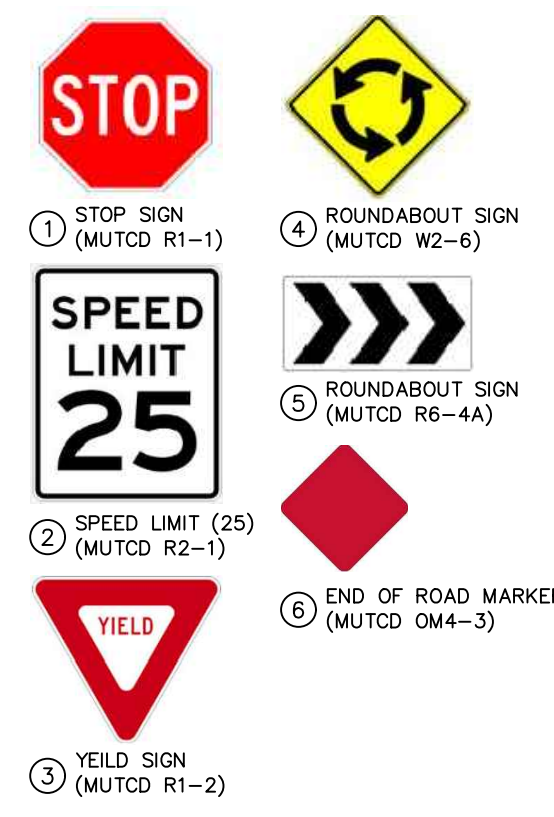 STOP
1 STOP SIGN
(MUTCD R1-1)
SPEED
LIMIT
25
2 SPEED LIMIT (25)
(MUTCD R2-1)
YIELD
3 YEILD SIGN
(MUTCD R1-2)
4 ROUNDABOUT SIGN
(MUTCD W2-6)
5 ROUNDABOUT SIGN
(MUTCD R6-4A)
6 END OF ROAD MARKE
(MUTCD OM4-3)